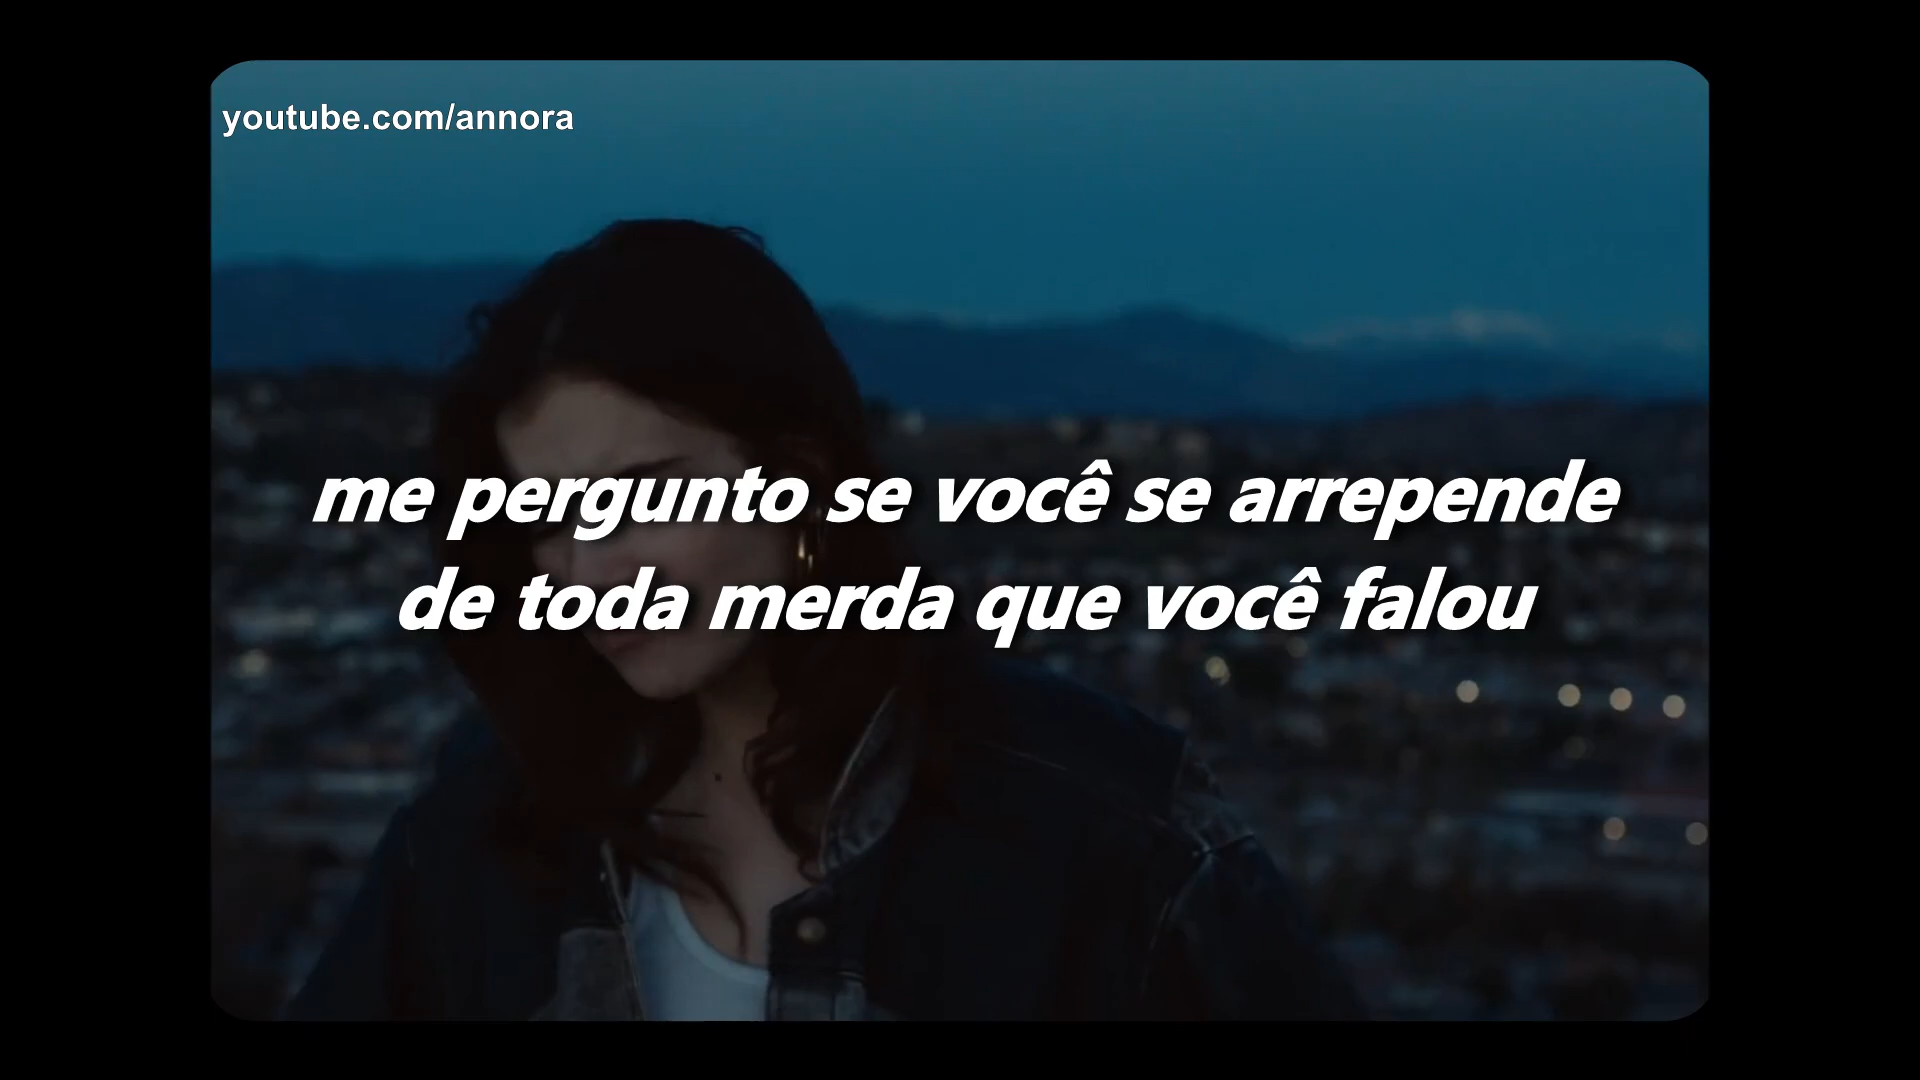 youtube.com/annora
me pergunto se você se arrepende
de toda merda que você falou